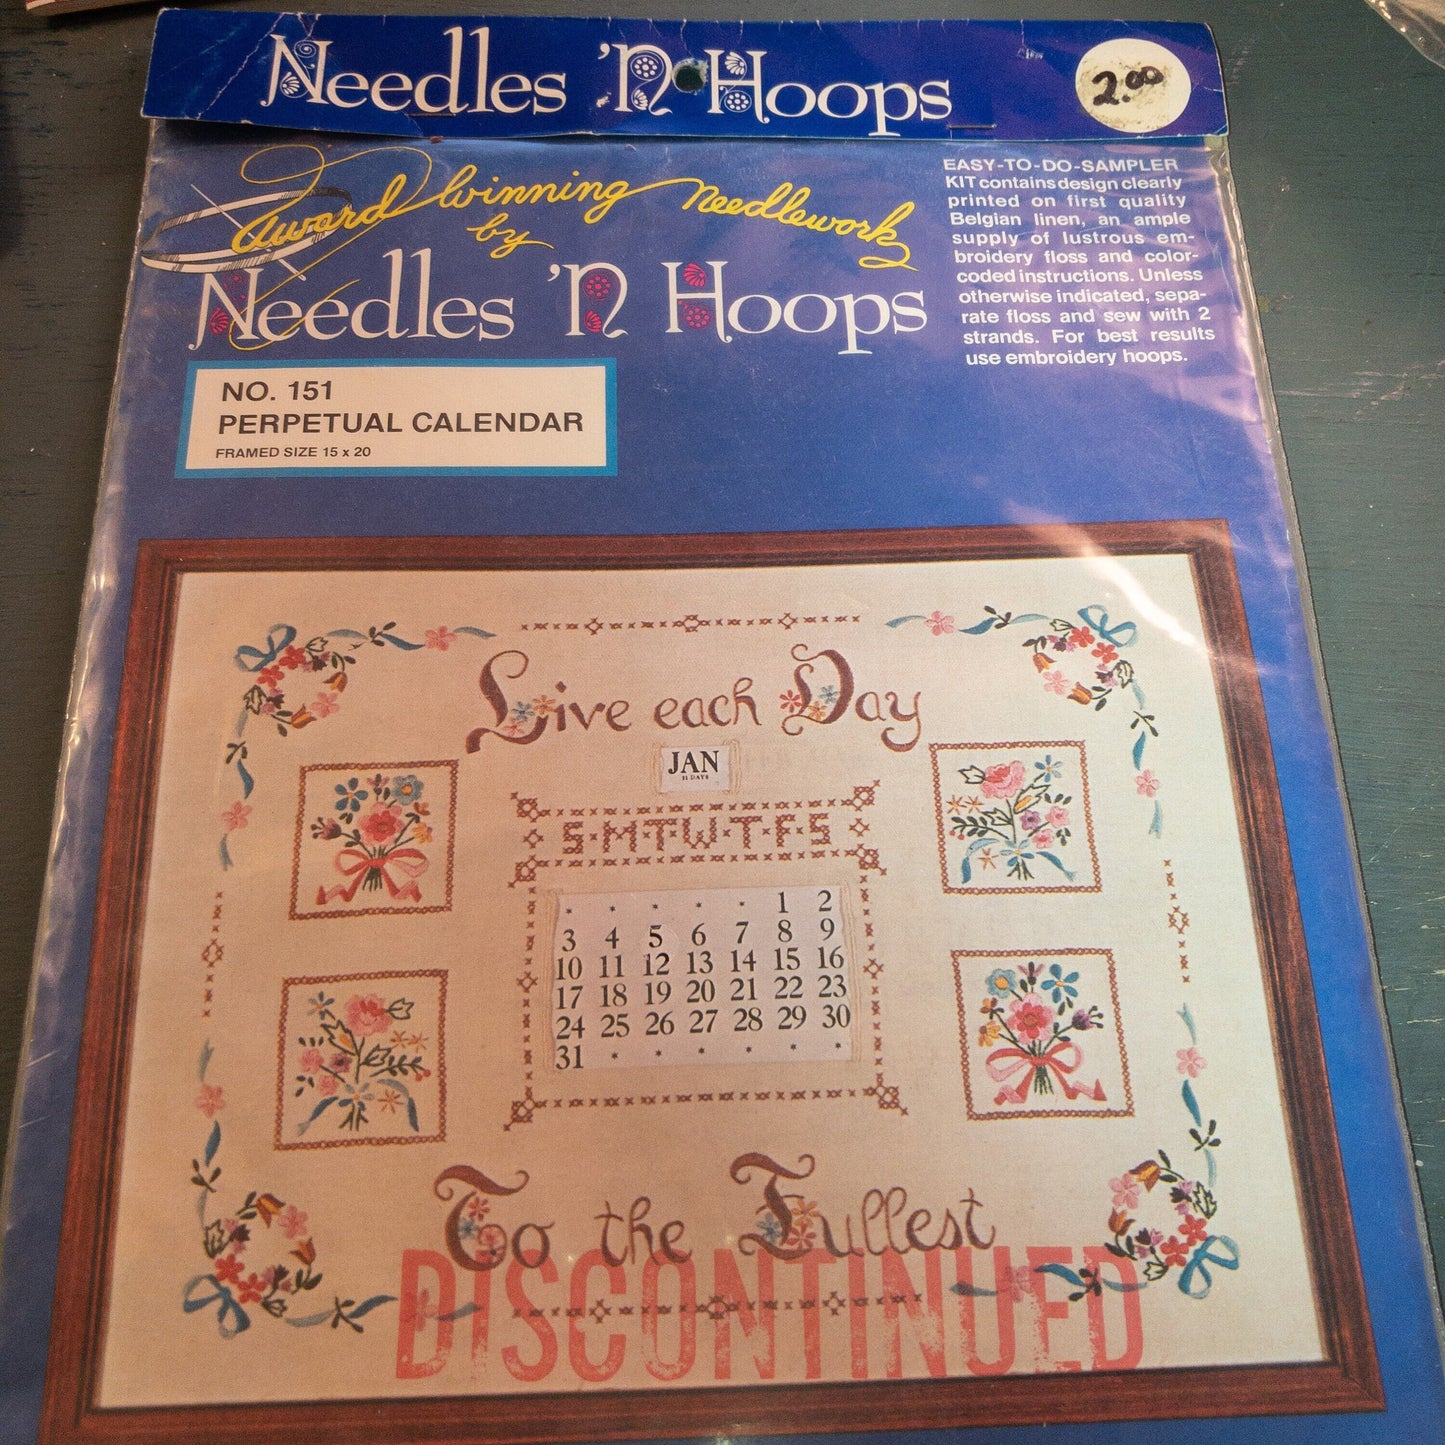 Needles 'N Hoops
2.00
award winning needlework
by
Needles 'N Hoops
EASY-TO-DO-SAMPLER
KIT contains design clearly
printed on first quality
Belgian linen, an ample
supply of lustrous em-
broidery floss and color-
coded instructions. Unless
otherwise indicated, sepa-
rate floss and sew with 2
strands. For best results
use embroidery hoops.
NO. 151
PERPETUAL CALENDAR
FRAMED SIZE 15 x 20
Live each Day
JAN
31 DAYS
S·M·T·W·T·F·S
* * * * * 1 2
3 4 5 6 7 8 9
10 11 12 13 14 15 16
17 18 19 20 21 22 23
24 25 26 27 28 29 30
31 * * * * * *
To the Fullest
DISCONTINUED